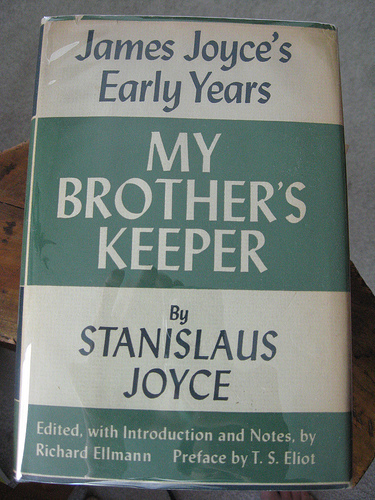 James Joyce's
Early Years
MY
BROTHER'S
KEEPER
By
STANISLAUS
JOYCE
Edited, with Introduction and Notes, by
Richard Ellmann Preface by T. S. Eliot